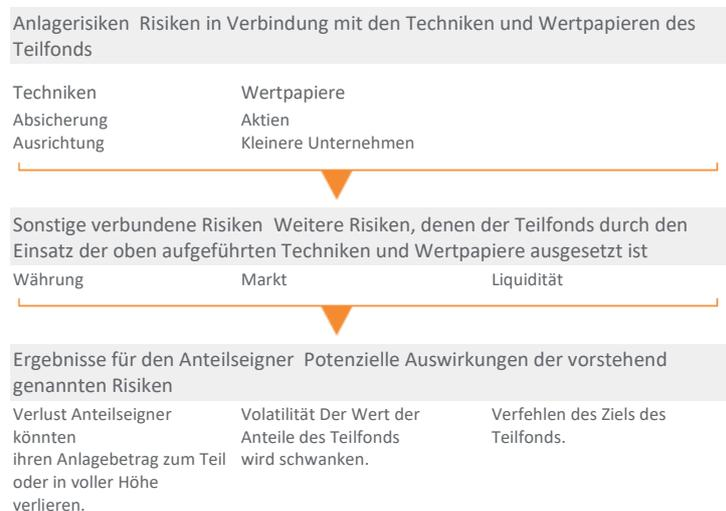 Anlagerisiken Risiken in Verbindung mit den Techniken und Wertpapieren des
Teilfonds
Techniken Wertpapiere
Absicherung Aktien
Ausrichtung Kleinere Unternehmen
Sonstige verbundene Risiken Weitere Risiken, denen der Teilfonds durch den
Einsatz der oben aufgeführten Techniken und Wertpapiere ausgesetzt ist
Währung Markt Liquidität
Ergebnisse für den Anteilseigner Potenzielle Auswirkungen der vorstehend
genannten Risiken
Verlust Anteilseigner
könnten
ihren Anlagebetrag zum Teil
oder in voller Höhe
verlieren.
Volatilität Der Wert der
Anteile des Teilfonds
wird schwanken.
Verfehlen des Ziels des
Teilfonds.